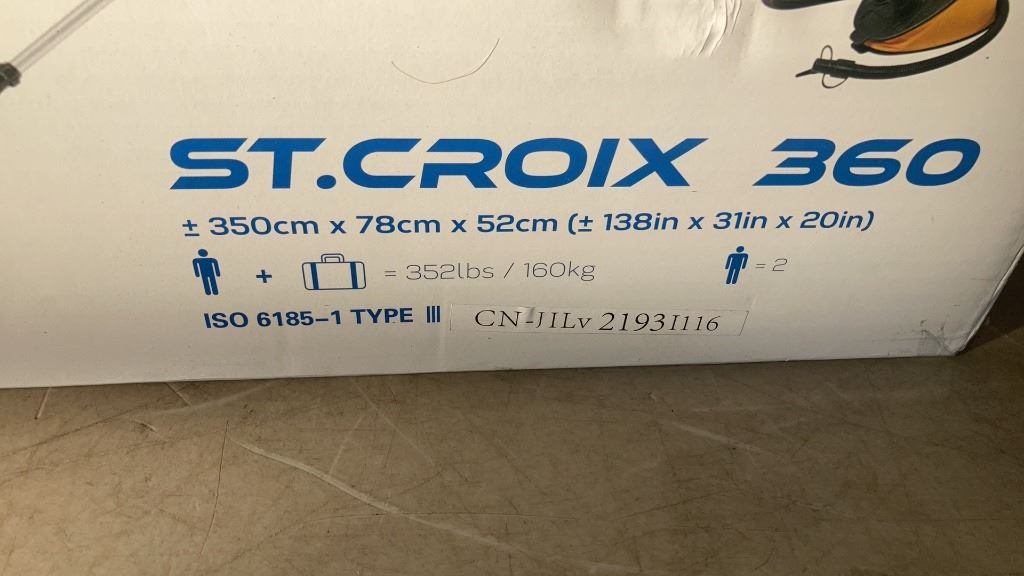 ST.CROIX 360
± 350cm x 78cm x 52cm (± 138in x 31in x 20in)
+ = 352lbs / 160kg = 2
ISO 6185-1 TYPE III CN-JILv 2193I116